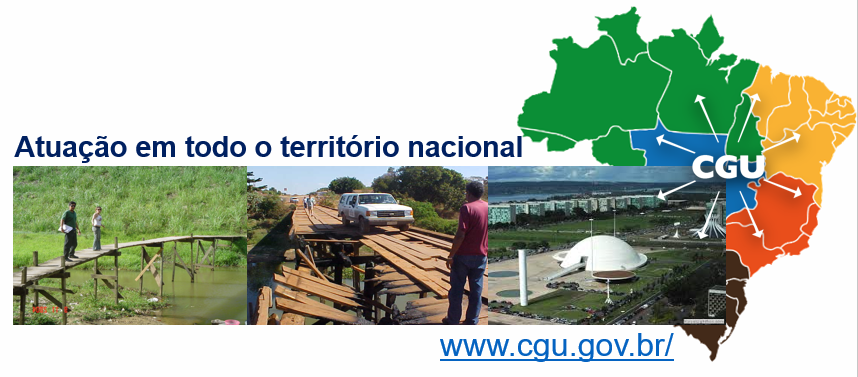 Atuação em todo o território nacional
CGU
www.cgu.gov.br/